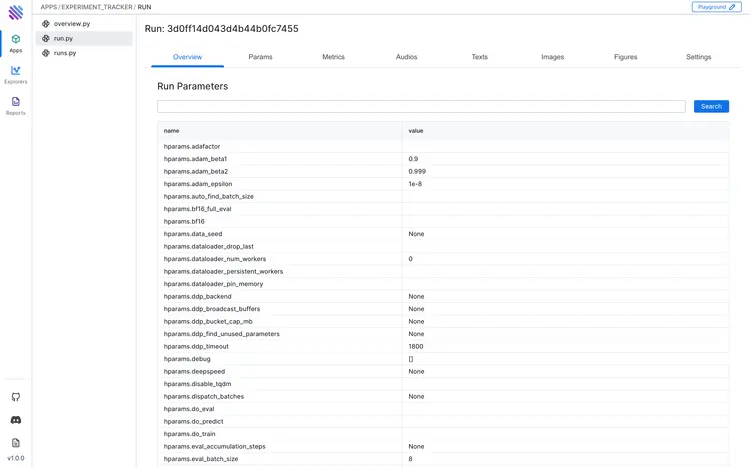 APPS / EXPERIMENT_TRACKER / RUN
Playground
Apps
Explorers
Reports
v1.0.0
overview.py
run.py
runs.py
Run: 3d0ff14d043d4b44b0fc7455
Overview Params Metrics Audios Texts Images Figures Settings
Run Parameters
Search
name value
hparams.adafactor
hparams.adam_beta1 0.9
hparams.adam_beta2 0.999
hparams.adam_epsilon 1e-8
hparams.auto_find_batch_size
hparams.bf16_full_eval
hparams.bf16
hparams.data_seed None
hparams.dataloader_drop_last
hparams.dataloader_num_workers 0
hparams.dataloader_persistent_workers
hparams.dataloader_pin_memory
hparams.ddp_backend None
hparams.ddp_broadcast_buffers None
hparams.ddp_bucket_cap_mb None
hparams.ddp_find_unused_parameters None
hparams.ddp_timeout 1800
hparams.debug []
hparams.deepspeed None
hparams.disable_tqdm
hparams.dispatch_batches None
hparams.do_eval
hparams.do_predict
hparams.do_train
hparams.eval_accumulation_steps None
hparams.eval_batch_size 8